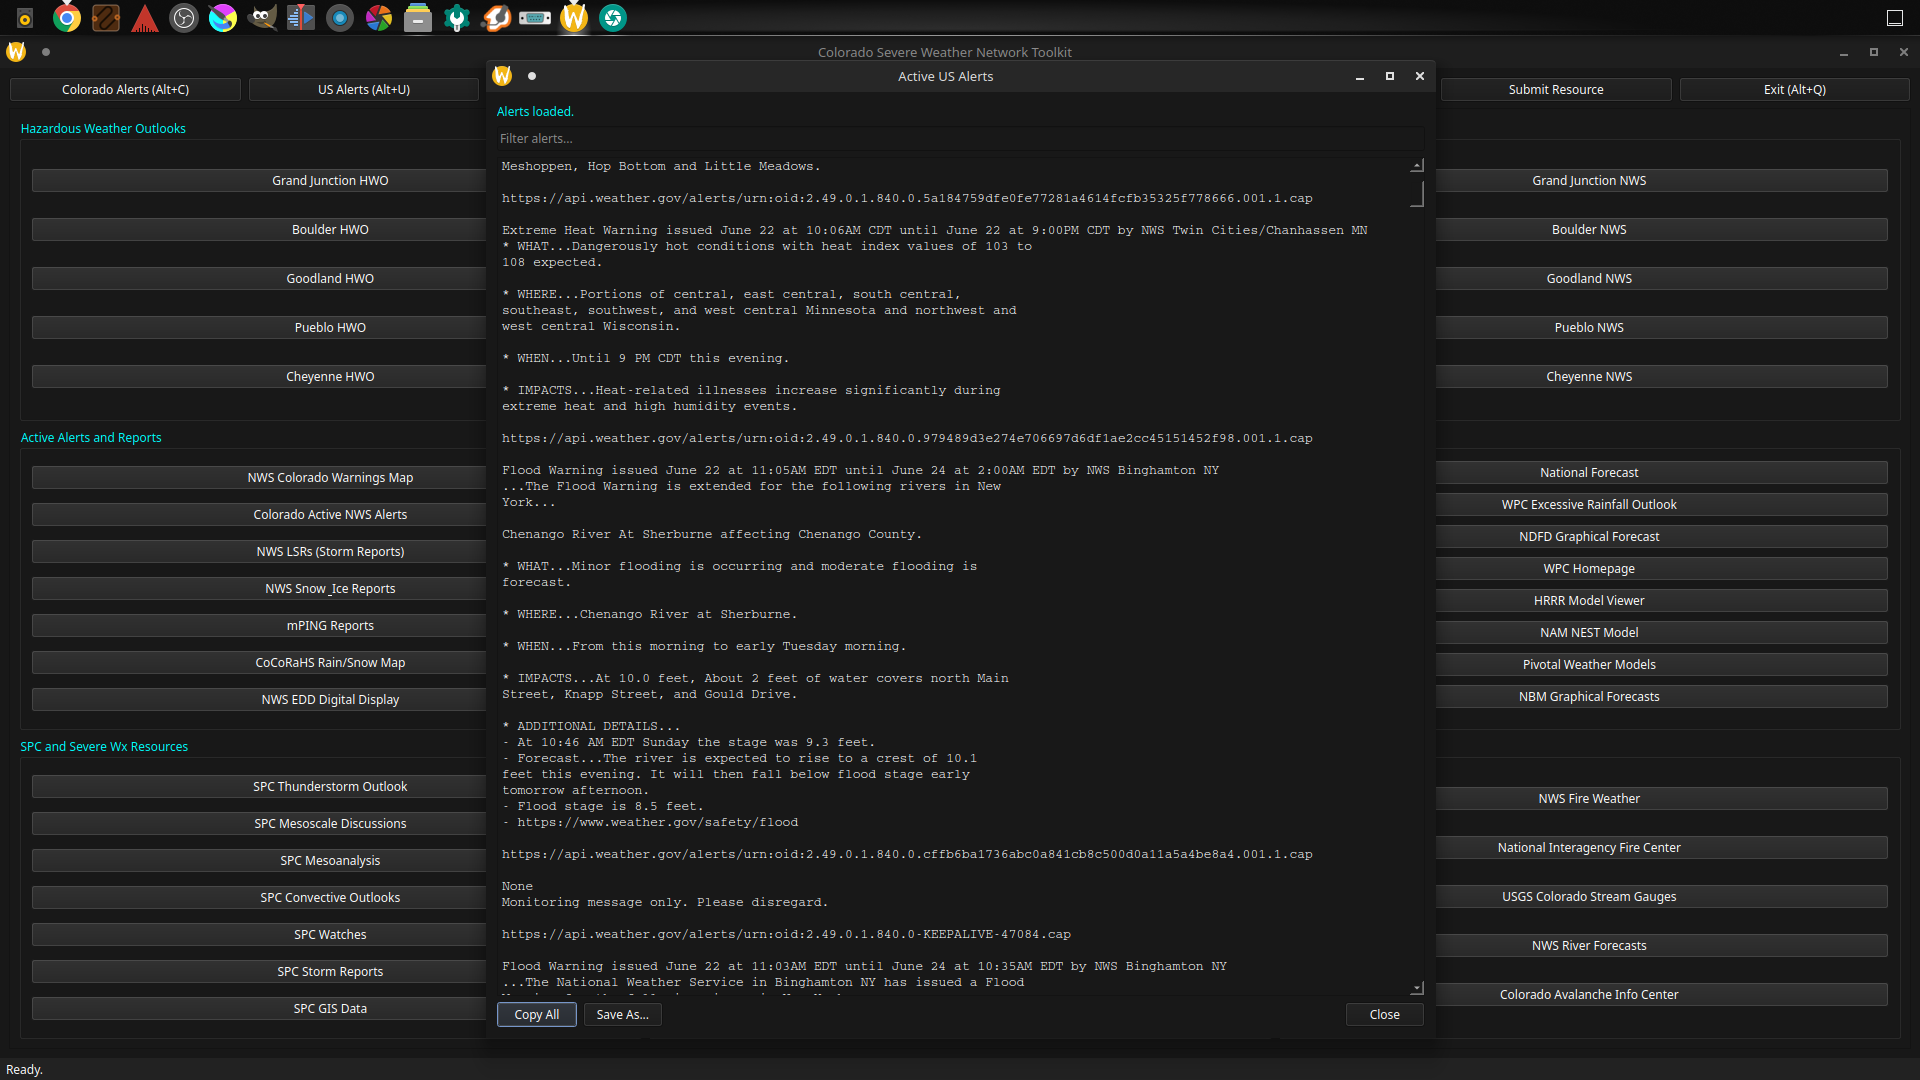 Colorado Severe Weather Network Toolkit
Colorado Alerts (Alt+C)
US Alerts (Alt+U)
Submit Resource
Exit (Alt+Q)
Hazardous Weather Outlooks
Grand Junction HWO
Boulder HWO
Goodland HWO
Pueblo HWO
Cheyenne HWO
Active Alerts and Reports
NWS Colorado Warnings Map
Colorado Active NWS Alerts
NWS LSRs (Storm Reports)
NWS Snow_Ice Reports
mPING Reports
CoCoRaHS Rain/Snow Map
NWS EDD Digital Display
SPC and Severe Wx Resources
SPC Thunderstorm Outlook
SPC Mesoscale Discussions
SPC Mesoanalysis
SPC Convective Outlooks
SPC Watches
SPC Storm Reports
SPC GIS Data
Active US Alerts
Alerts loaded.
Filter alerts...
Meshoppen, Hop Bottom and Little Meadows.
https://api.weather.gov/alerts/urn:oid:2.49.0.1.840.0.5a184759dfe0fe77281a4614fcfb35325f778666.001.1.cap
Extreme Heat Warning issued June 22 at 10:06AM CDT until June 22 at 9:00PM CDT by NWS Twin Cities/Chanhassen MN
* WHAT...Dangerously hot conditions with heat index values of 103 to
108 expected.
* WHERE...Portions of central, east central, south central,
southeast, southwest, and west central Minnesota and northwest and
west central Wisconsin.
* WHEN...Until 9 PM CDT this evening.
* IMPACTS...Heat-related illnesses increase significantly during
extreme heat and high humidity events.
https://api.weather.gov/alerts/urn:oid:2.49.0.1.840.0.979489d3e274e706697d6df1ae2cc45151452f98.001.1.cap
Flood Warning issued June 22 at 11:05AM EDT until June 24 at 2:00AM EDT by NWS Binghamton NY
...The Flood Warning is extended for the following rivers in New
York...
Chenango River At Sherburne affecting Chenango County.
* WHAT...Minor flooding is occurring and moderate flooding is
forecast.
* WHERE...Chenango River at Sherburne.
* WHEN...From this morning to early Tuesday morning.
* IMPACTS...At 10.0 feet, About 2 feet of water covers north Main
Street, Knapp Street, and Gould Drive.
* ADDITIONAL DETAILS...
- At 10:46 AM EDT Sunday the stage was 9.3 feet.
- Forecast...The river is expected to rise to a crest of 10.1
feet this evening. It will then fall below flood stage early
tomorrow afternoon.
- Flood stage is 8.5 feet.
- https://www.weather.gov/safety/flood
https://api.weather.gov/alerts/urn:oid:2.49.0.1.840.0.cffb6ba1736abc0a841cb8c500d0a11a5a4be8a4.001.1.cap
None
Monitoring message only. Please disregard.
https://api.weather.gov/alerts/urn:oid:2.49.0.1.840.0-KEEPALIVE-47084.cap
Flood Warning issued June 22 at 11:03AM EDT until June 24 at 10:35AM EDT by NWS Binghamton NY
...The National Weather Service in Binghamton NY has issued a Flood
Copy All
Save As...
Close
Grand Junction NWS
Boulder NWS
Goodland NWS
Pueblo NWS
Cheyenne NWS
National Forecast
WPC Excessive Rainfall Outlook
NDFD Graphical Forecast
WPC Homepage
HRRR Model Viewer
NAM NEST Model
Pivotal Weather Models
NBM Graphical Forecasts
NWS Fire Weather
National Interagency Fire Center
USGS Colorado Stream Gauges
NWS River Forecasts
Colorado Avalanche Info Center
Ready.